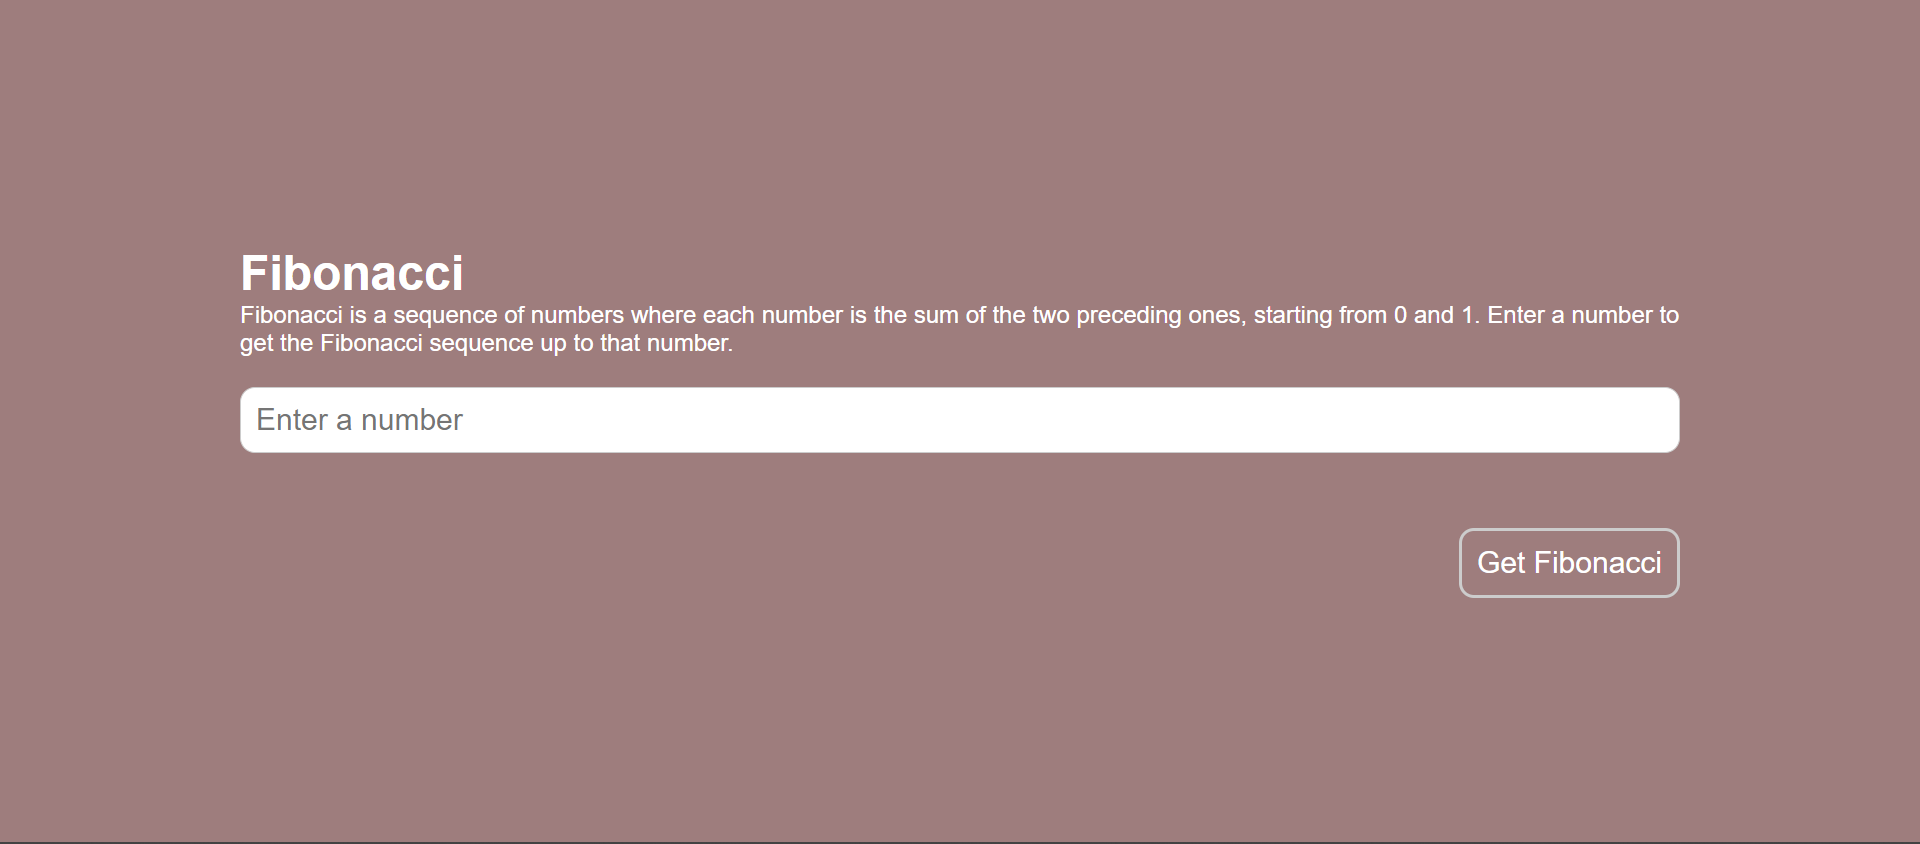 Fibonacci
Fibonacci is a sequence of numbers where each number is the sum of the two preceding ones, starting from 0 and 1. Enter a number to
get the Fibonacci sequence up to that number.
Enter a number
Get Fibonacci